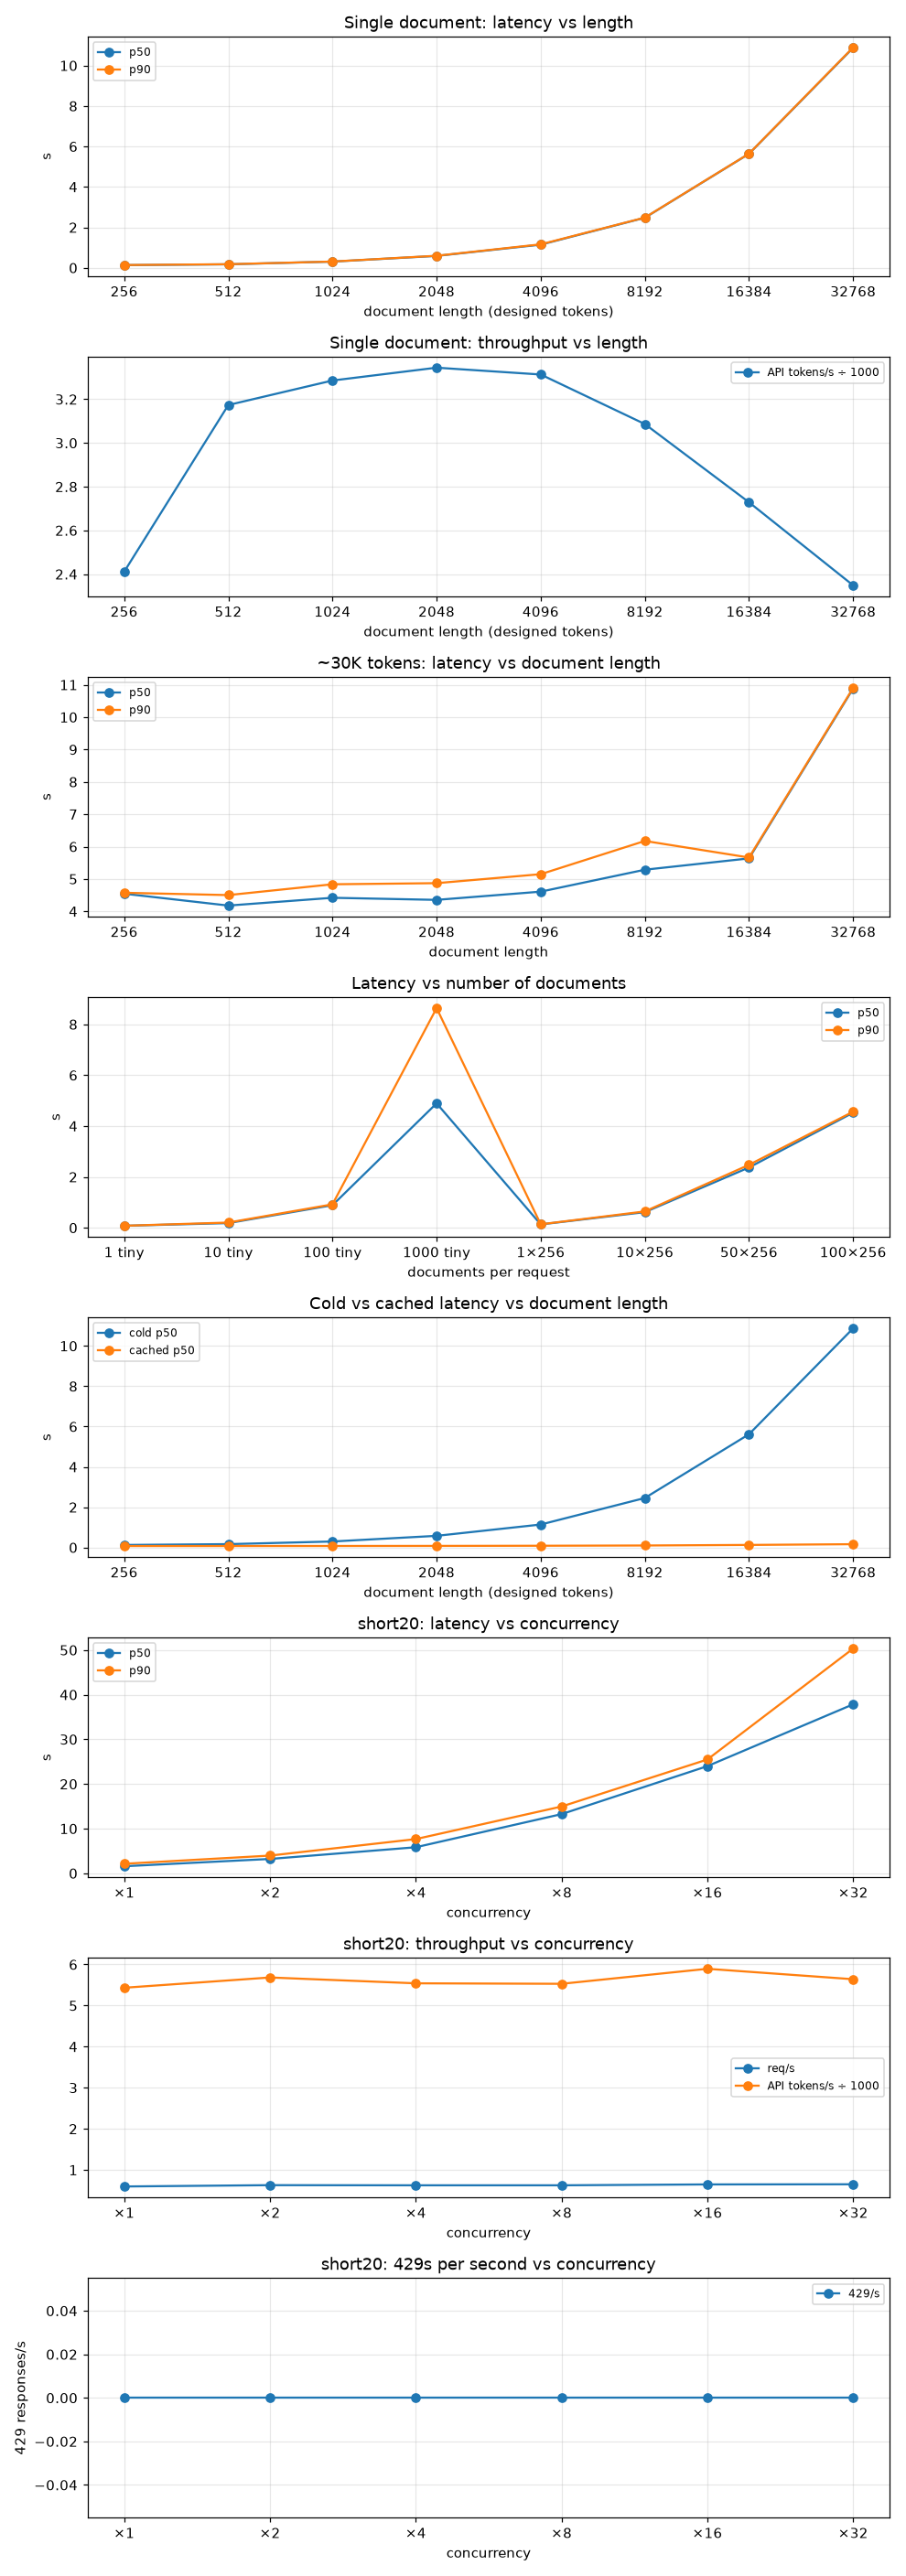 Single document: latency vs length
p50
p90
10
8
6
4
2
0
s
256 512 1024 2048 4096 8192 16384 32768
document length (designed tokens)
Single document: throughput vs length
API tokens/s ÷ 1000
3.2
3.0
2.8
2.6
2.4
256 512 1024 2048 4096 8192 16384 32768
document length (designed tokens)
~30K tokens: latency vs document length
p50
p90
11
10
9
8
7
6
5
4
s
256 512 1024 2048 4096 8192 16384 32768
document length
Latency vs number of documents
p50
p90
8
6
4
2
0
s
1 tiny 10 tiny 100 tiny 1000 tiny 1×256 10×256 50×256 100×256
documents per request
Cold vs cached latency vs document length
cold p50
cached p50
10
8
6
4
2
0
s
256 512 1024 2048 4096 8192 16384 32768
document length (designed tokens)
short20: latency vs concurrency
p50
p90
50
40
30
20
10
0
s
×1 ×2 ×4 ×8 ×16 ×32
concurrency
short20: throughput vs concurrency
6
5
4
3
2
1
req/s
API tokens/s ÷ 1000
×1 ×2 ×4 ×8 ×16 ×32
concurrency
short20: 429s per second vs concurrency
429/s
0.04
0.02
0.00
−0.02
−0.04
429 responses/s
×1 ×2 ×4 ×8 ×16 ×32
concurrency